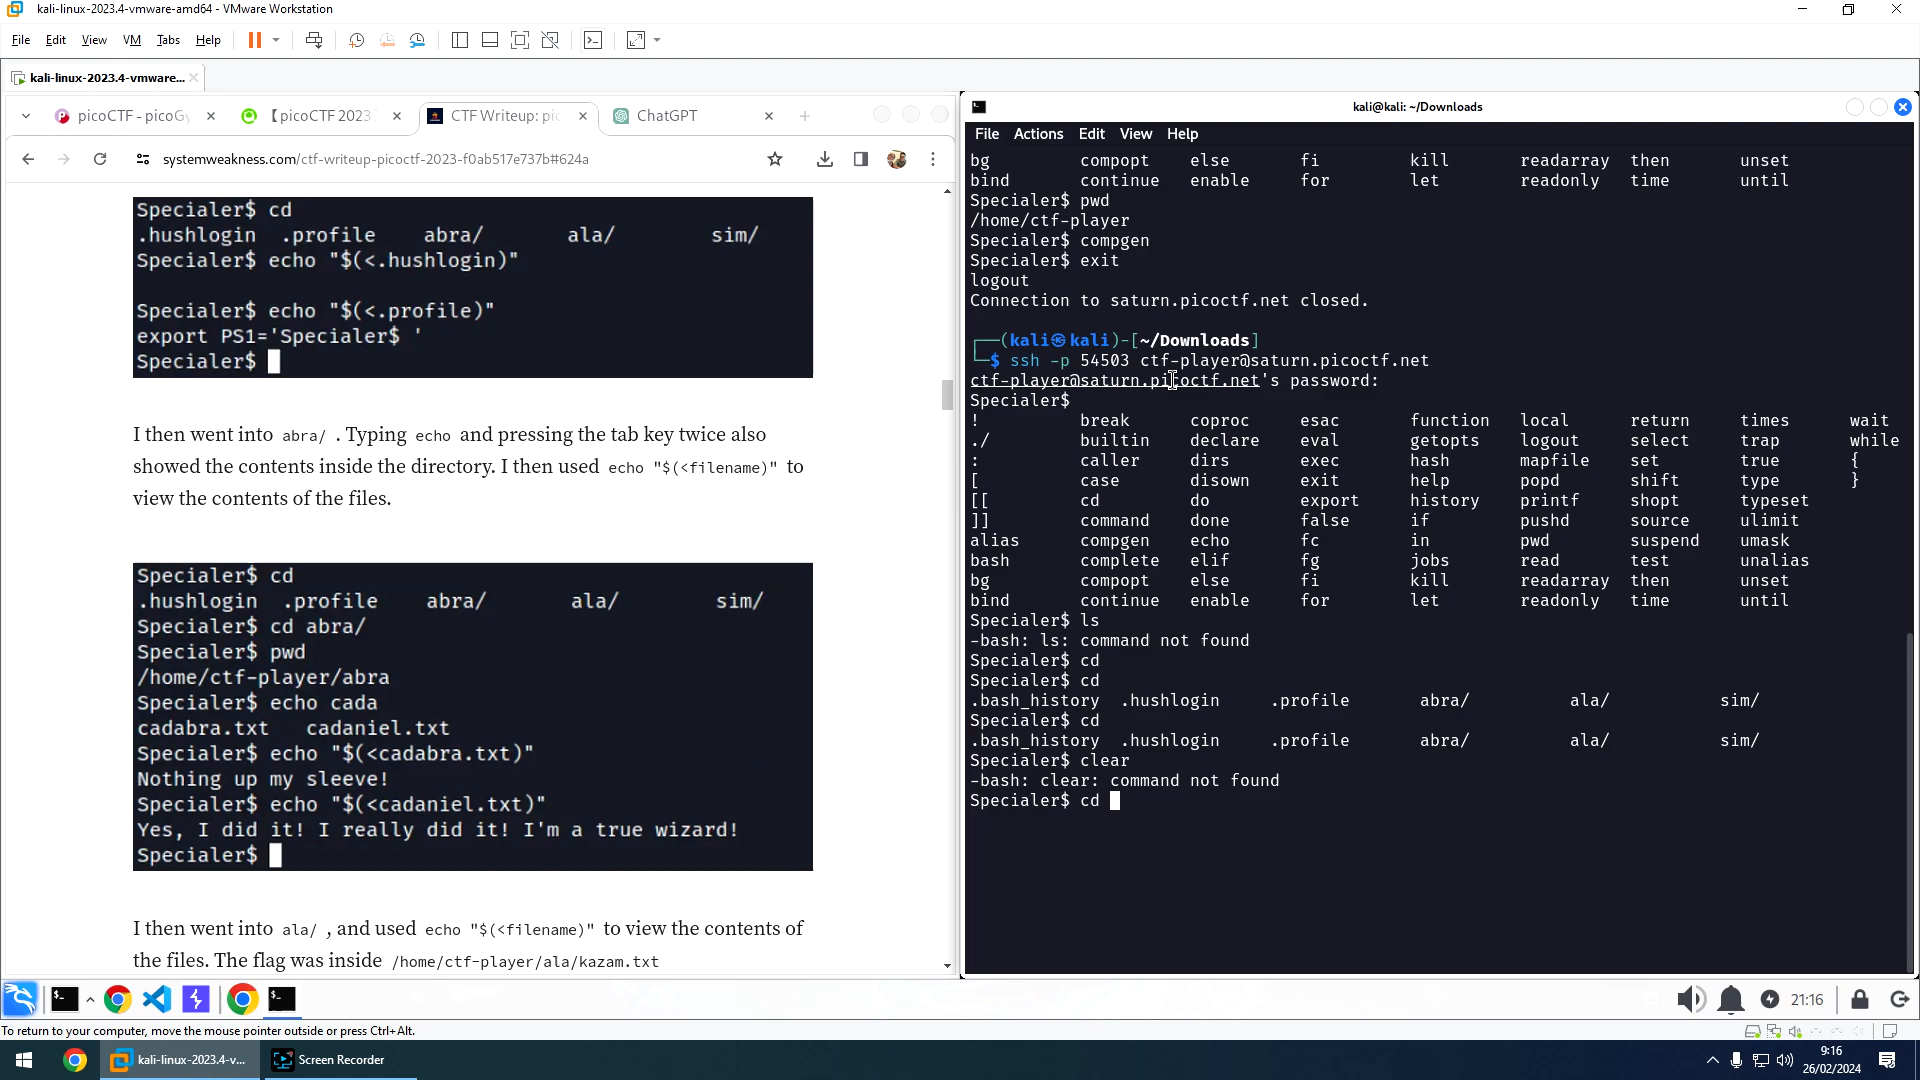 kali-linux-2023.4-vmware-amd64 - VMware Workstation
File Edit View VM Tabs Help
kali-linux-2023.4-vmware...
picoCTF - picoGy
【picoCTF 2023
CTF Writeup: pic
ChatGPT
systemweakness.com/ctf-writeup-picoctf-2023-f0ab517e737b#624a
Specialer$ cd
.hushlogin .profile abra/ ala/ sim/
Specialer$ echo "$(<.hushlogin)"
Specialer$ echo "$(<.profile)"
export PS1='Specialer$ '
Specialer$
I then went into abra/ . Typing echo and pressing the tab key twice also
showed the contents inside the directory. I then used echo "$(<filename)" to
view the contents of the files.
Specialer$ cd
.hushlogin .profile abra/ ala/ sim/
Specialer$ cd abra/
Specialer$ pwd
/home/ctf-player/abra
Specialer$ echo cada
cadabra.txt cadaniel.txt
Specialer$ echo "$(<cadabra.txt)"
Nothing up my sleeve!
Specialer$ echo "$(<cadaniel.txt)"
Yes, I did it! I really did it! I'm a true wizard!
Specialer$
I then went into ala/ , and used echo "$(<filename)" to view the contents of
the files. The flag was inside /home/ctf-player/ala/kazam.txt
kali@kali: ~/Downloads
File Actions Edit View Help
bg compopt else fi kill readarray then unset
bind continue enable for let readonly time until
Specialer$ pwd
/home/ctf-player
Specialer$ compgen
Specialer$ exit
logout
Connection to saturn.picoctf.net closed.
┌──(kali㉿kali)-[~/Downloads]
└─$ ssh -p 54503 ctf-player@saturn.picoctf.net
ctf-player@saturn.picoctf.net's password:
Specialer$
! break coproc esac function local return times wait
./ builtin declare eval getopts logout select trap while
: caller dirs exec hash mapfile set true {
[ case disown exit help popd shift type }
[[ cd do export history printf shopt typeset
]] command done false if pushd source ulimit
alias compgen echo fc in pwd suspend umask
bash complete elif fg jobs read test unalias
bg compopt else fi kill readarray then unset
bind continue enable for let readonly time until
Specialer$ ls
-bash: ls: command not found
Specialer$ cd
Specialer$ cd
.bash_history .hushlogin .profile abra/ ala/ sim/
Specialer$ cd
.bash_history .hushlogin .profile abra/ ala/ sim/
Specialer$ clear
-bash: clear: command not found
Specialer$ cd
21:16
To return to your computer, move the mouse pointer outside or press Ctrl+Alt.
kali-linux-2023.4-v...
Screen Recorder
9:16
26/02/2024